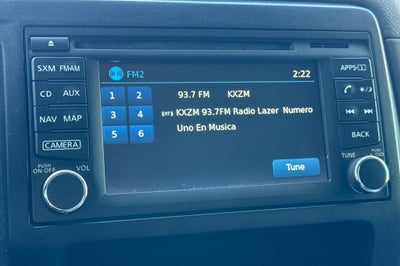 FM2 2:22
SXM FM·AM
APPS
1 2
93.7 FM KXZM
CD AUX
3 4
KXZM 93.7FM Radio Lazer Numero
Uno En Musica
NAV MAP
5 6
BACK
CAMERA
PUSH
ON·OFF
VOL
Tune
TUNE
PUSH